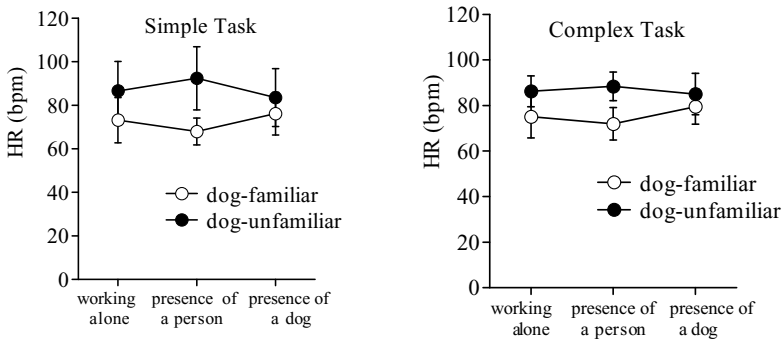 Simple Task
HR (bpm)
120
100
80
60
40
20
0
dog-familiar
dog-unfamiliar
working alone
presence of a person
presence of a dog
Complex Task
HR (bpm)
120
100
80
60
40
20
0
dog-familiar
dog-unfamiliar
working alone
presence of a person
presence of a dog